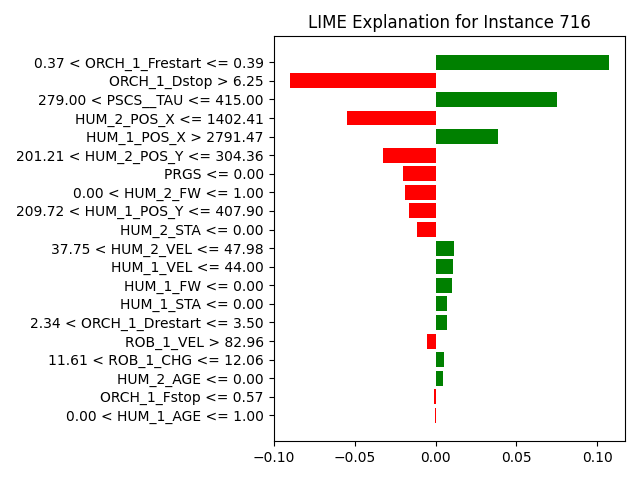 LIME Explanation for Instance 716
0.37 < ORCH_1_Frestart <= 0.39
ORCH_1_Dstop > 6.25
279.00 < PSCS__TAU <= 415.00
HUM_2_POS_X <= 1402.41
HUM_1_POS_X > 2791.47
201.21 < HUM_2_POS_Y <= 304.36
PRGS <= 0.00
0.00 < HUM_2_FW <= 1.00
209.72 < HUM_1_POS_Y <= 407.90
HUM_2_STA <= 0.00
37.75 < HUM_2_VEL <= 47.98
HUM_1_VEL <= 44.00
HUM_1_FW <= 0.00
HUM_1_STA <= 0.00
2.34 < ORCH_1_Drestart <= 3.50
ROB_1_VEL > 82.96
11.61 < ROB_1_CHG <= 12.06
HUM_2_AGE <= 0.00
ORCH_1_Fstop <= 0.57
0.00 < HUM_1_AGE <= 1.00
−0.10 −0.05 0.00 0.05 0.10